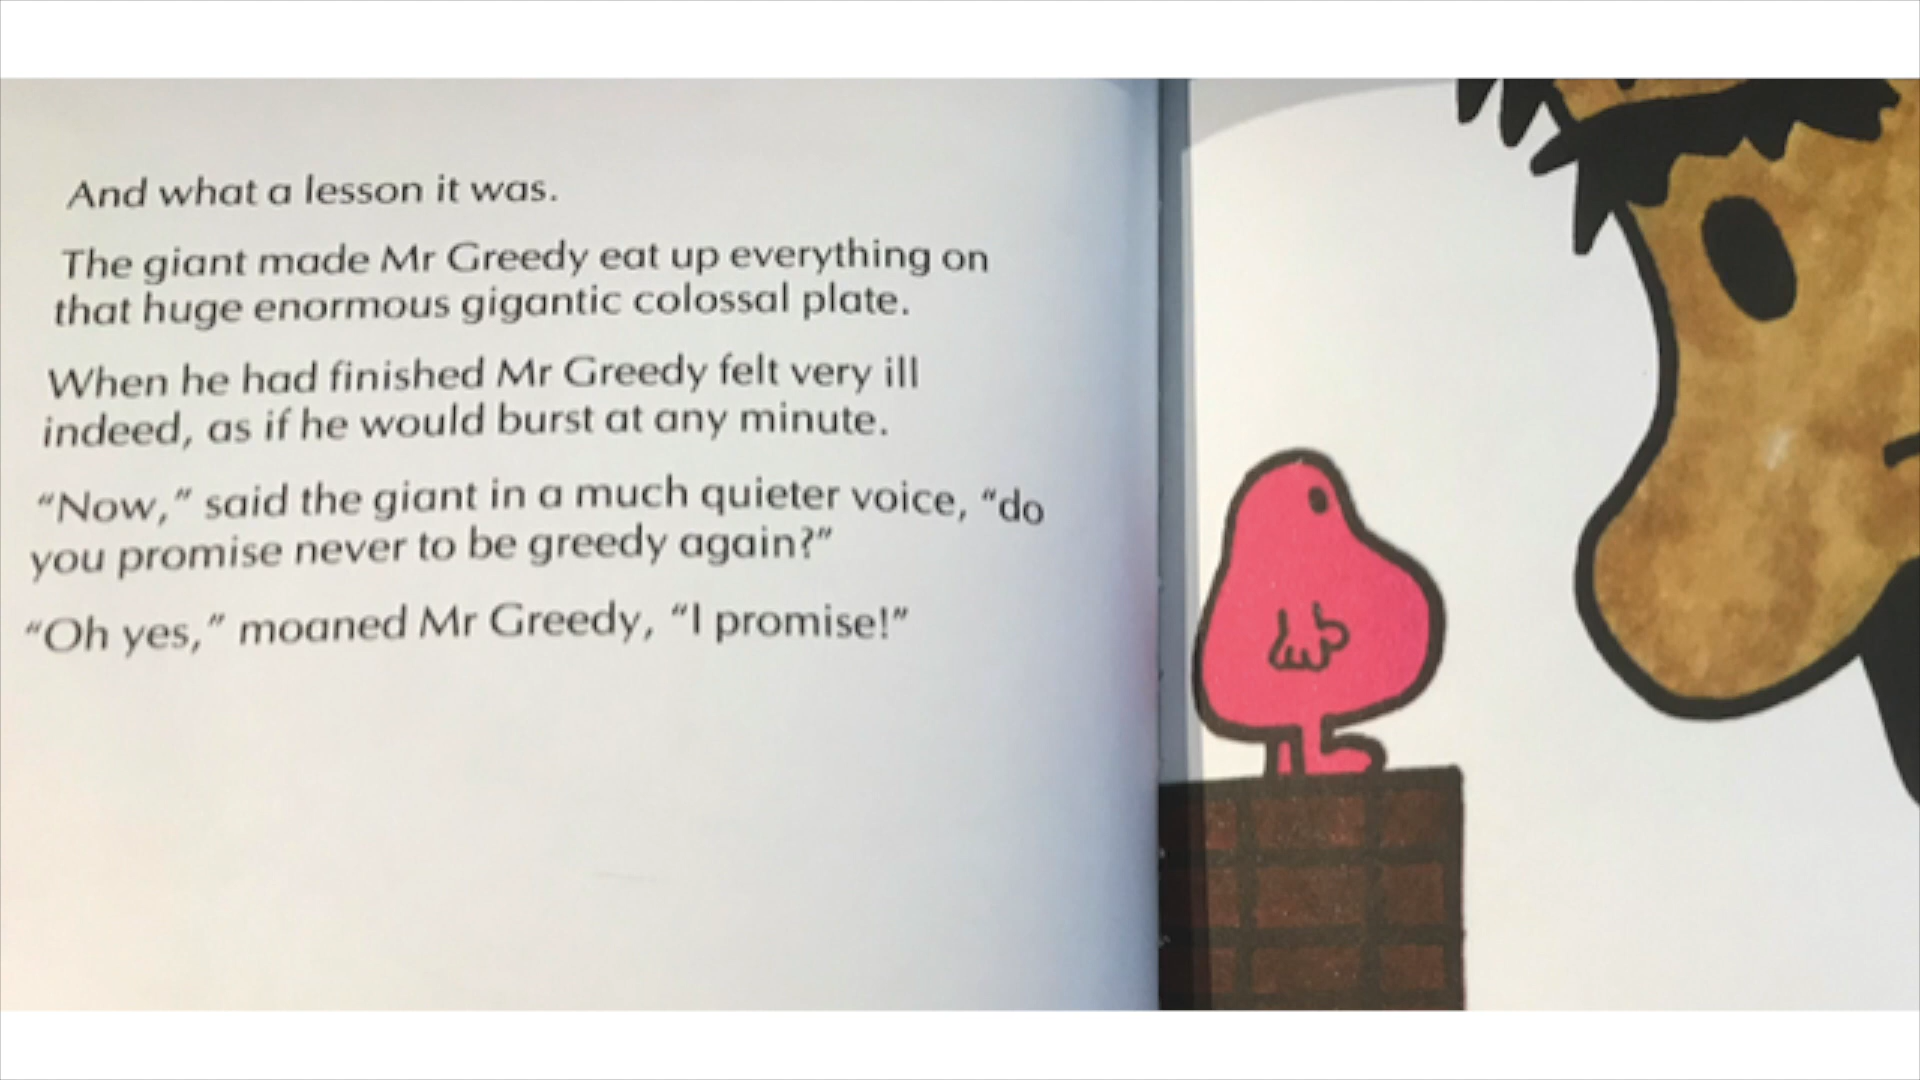 And what a lesson it was.
The giant made Mr Greedy eat up everything on
that huge enormous gigantic colossal plate.
When he had finished Mr Greedy felt very ill
indeed, as if he would burst at any minute.
“Now,” said the giant in a much quieter voice, “do
you promise never to be greedy again?”
“Oh yes,” moaned Mr Greedy, “I promise!”